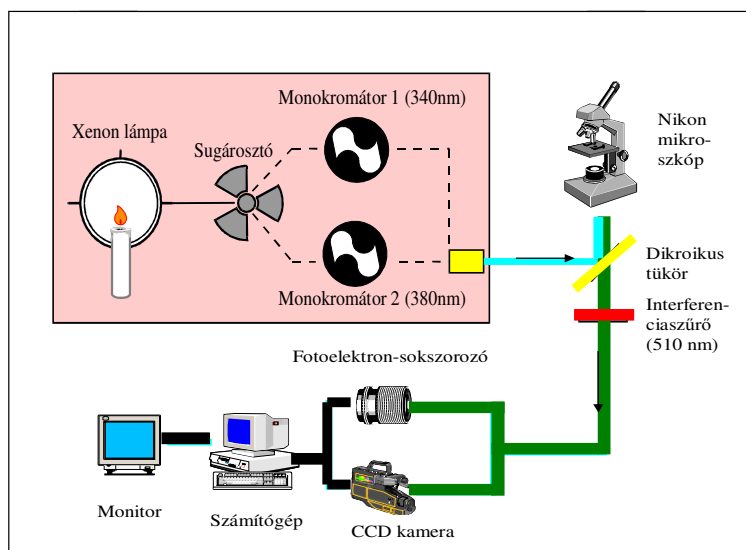 Monokromátor 1 (340nm)
Xenon lámpa
Sugárosztó
Monokromátor 2 (380nm)
Nikon
mikro-
szkóp
Dikroikus
tükör
Interferen-
ciaszűrő
(510 nm)
Fotoelektron-sokszorozó
Monitor
Számítógép
CCD kamera